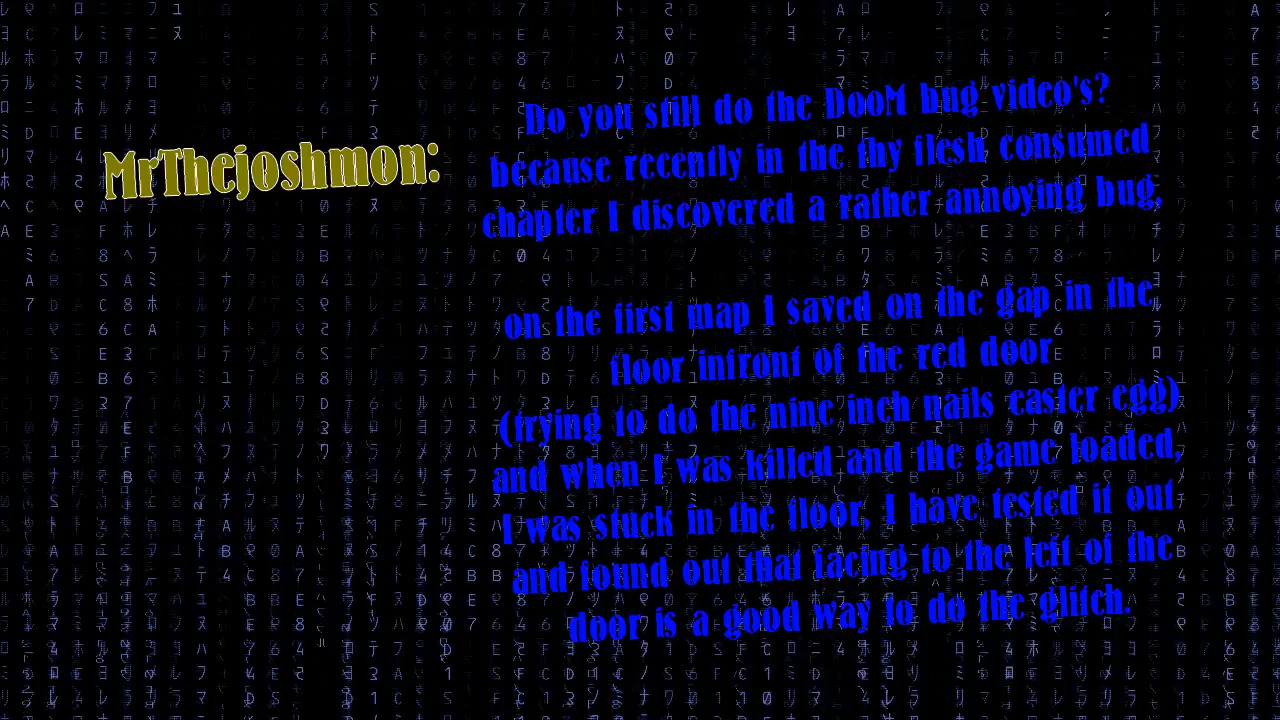 MrThejoshmon:
Do you still do the DooM bug video's?
because recently in the thy flesh consumed
chapter I discovered a rather annoying bug,
on the first map I saved on the gap in the
floor infront of the red door
(trying to do the nine inch nails easter egg)
and when I was killed and the game loaded,
I was stuck in the floor, I have tested it out
and found out that facing to the left of the
door is a good way to do the glitch.